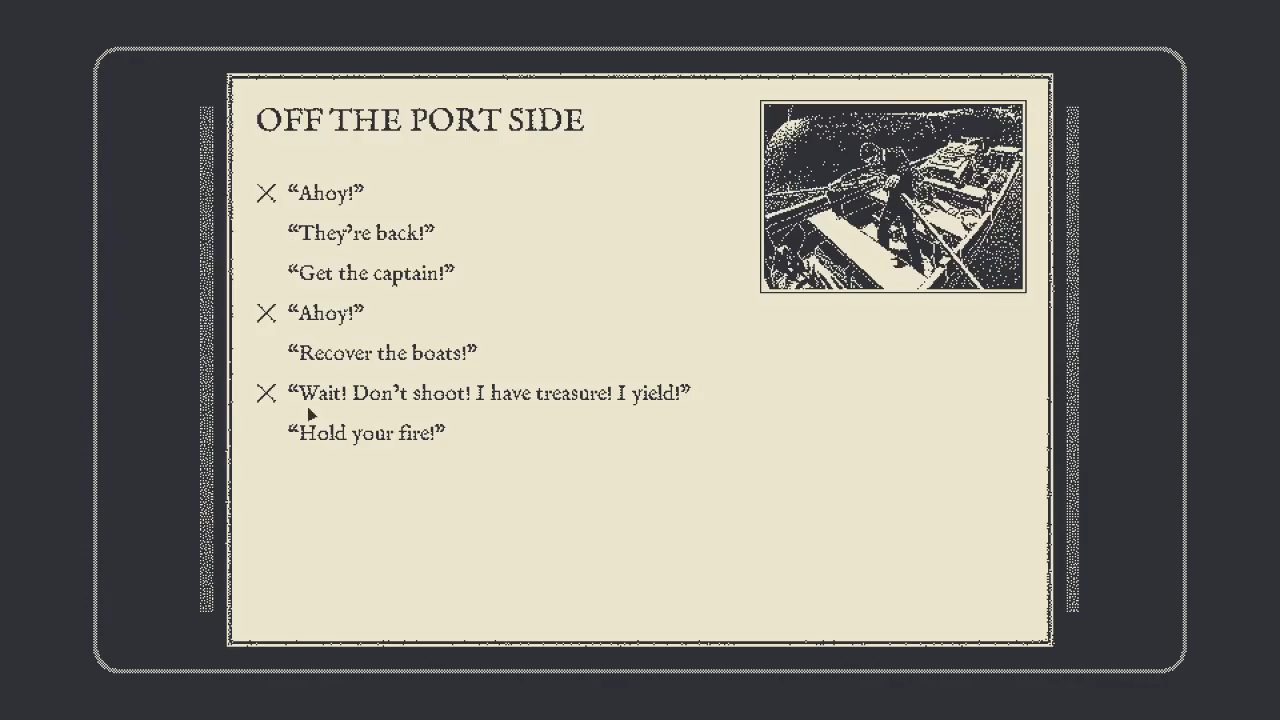 OFF THE PORT SIDE
“Ahoy!”
“They’re back!”
“Get the captain!”
“Ahoy!”
“Recover the boats!”
“Wait! Don’t shoot! I have treasure! I yield!”
“Hold your fire!”